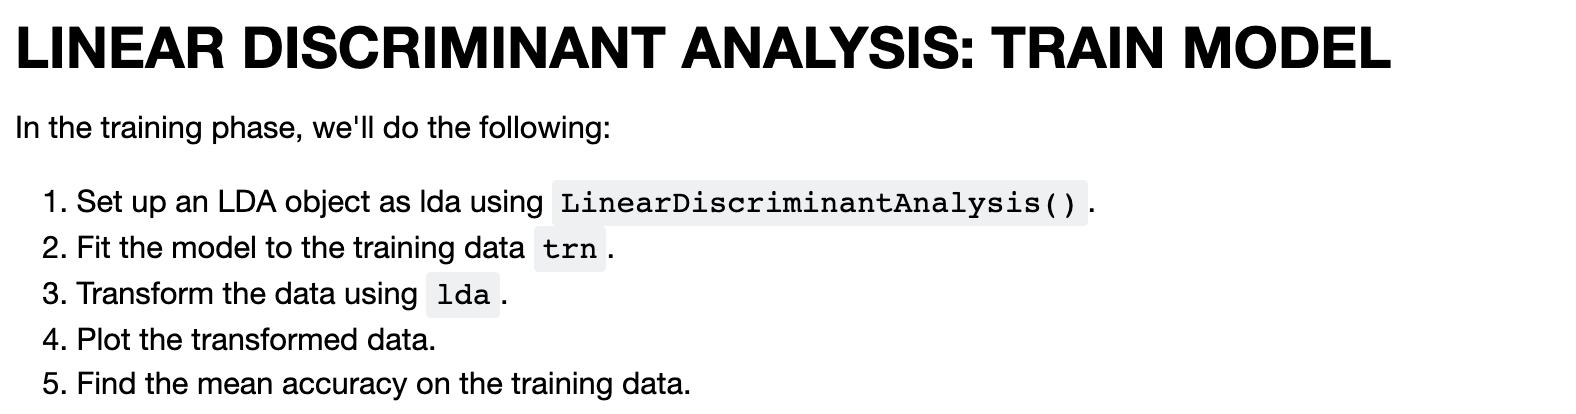 LINEAR DISCRIMINANT ANALYSIS: TRAIN MODEL
In the training phase, we'll do the following:
1. Set up an LDA object as lda using LinearDiscriminantAnalysis().
2. Fit the model to the training data trn.
3. Transform the data using lda.
4. Plot the transformed data.
5. Find the mean accuracy on the training data.